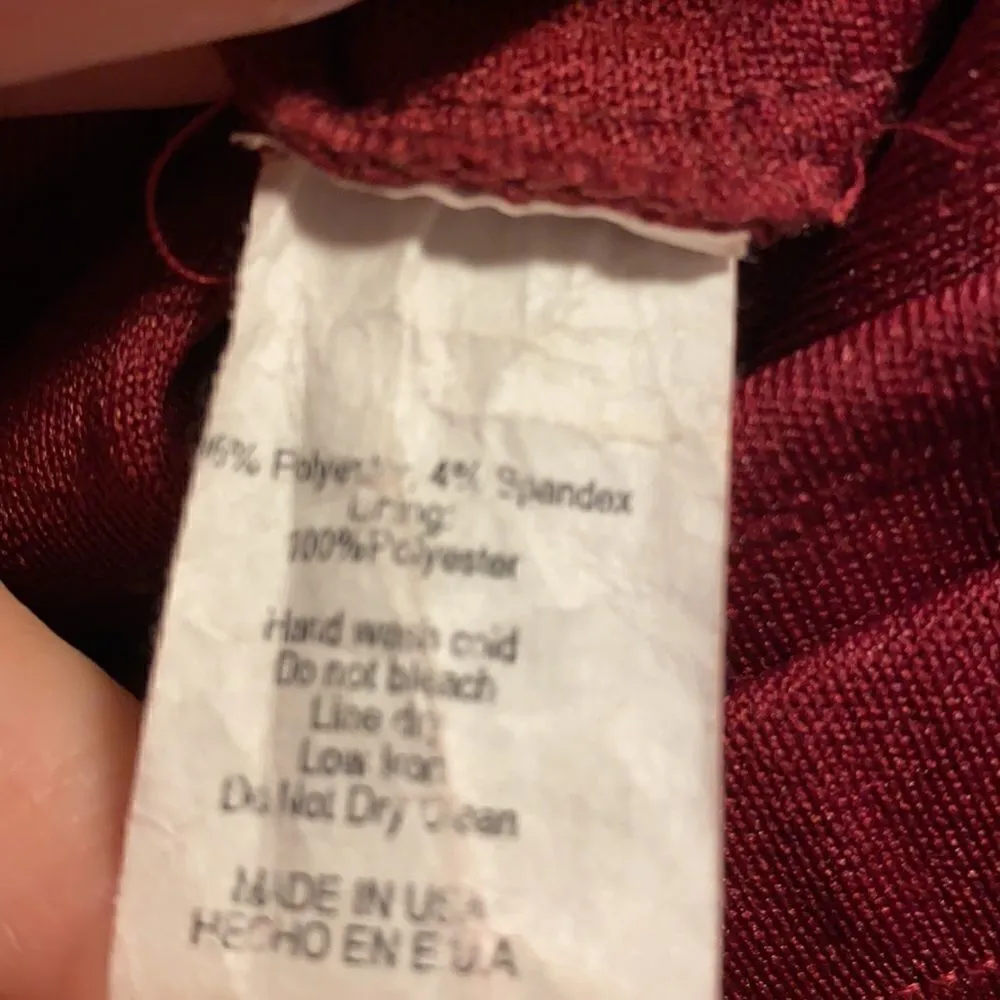 96% Polyester, 4% Spandex
Lining:
100%Polyester
Hand wash cold
Do not bleach
Line dry
Low Iron
Do Not Dry Clean
MADE IN USA
HECHO EN E.U.A